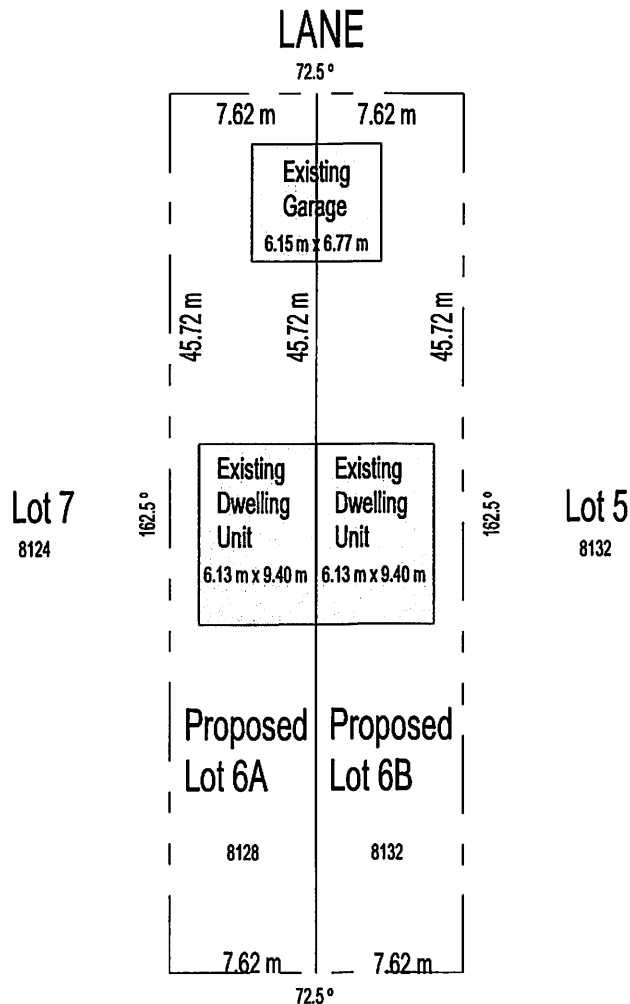 LANE
72.5 º
7.62 m 7.62 m
Existing
Garage
6.15 m x 6.77 m
45.72 m 45.72 m 45.72 m
Existing Existing
Dwelling Dwelling
Unit Unit
6.13 m x 9.40 m 6.13 m x 9.40 m
Lot 7 162.5 º 162.5 º Lot 5
8124 8132
Proposed Proposed
Lot 6A Lot 6B
8128 8132
7.62 m 7.62 m
72.5 º